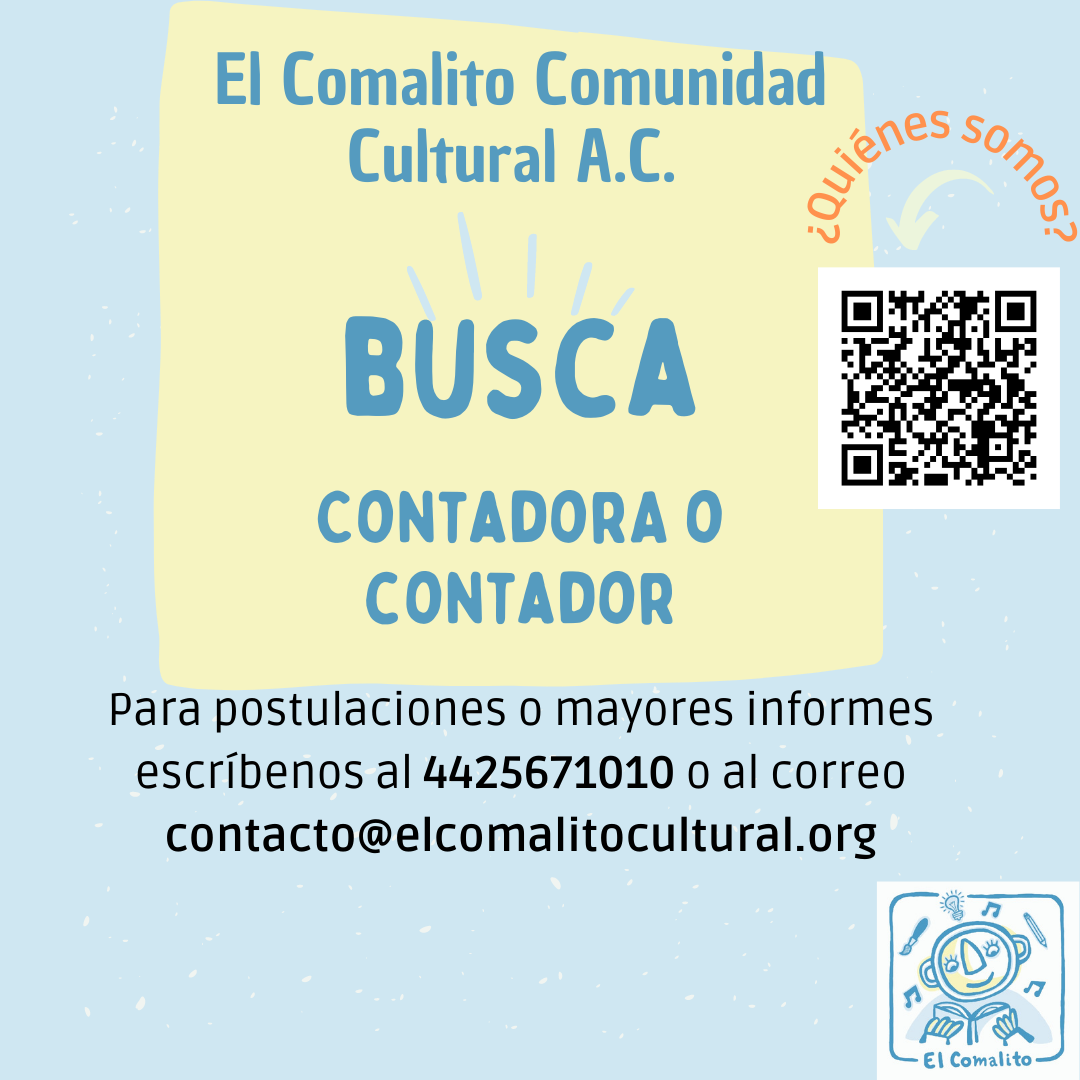 El Comalito Comunidad
Cultural A.C.
¿Quiénes somos?
BUSCA
CONTADORA O
CONTADOR
Para postulaciones o mayores informes
escríbenos al 4425671010 o al correo
contacto@elcomalitocultural.org
El Comalito